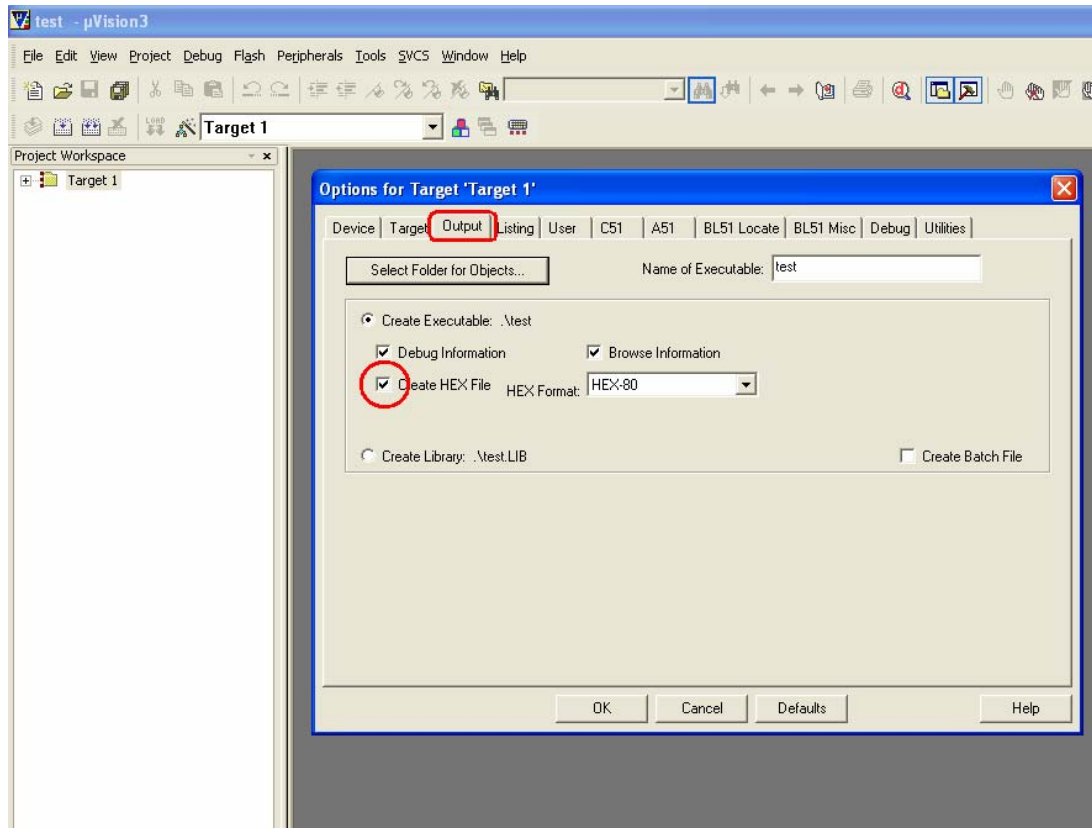 test - µVision3
File Edit View Project Debug Flash Peripherals Tools SVCS Window Help
LOAD
Target 1
Project Workspace
Target 1
Options for Target 'Target 1'
Device Target Output Listing User C51 A51 BL51 Locate BL51 Misc Debug Utilities
Select Folder for Objects... Name of Executable: test
Create Executable: .\test
Debug Information Browse Information
Create HEX File HEX Format: HEX-80
Create Library: .\test.LIB Create Batch File
OK Cancel Defaults Help